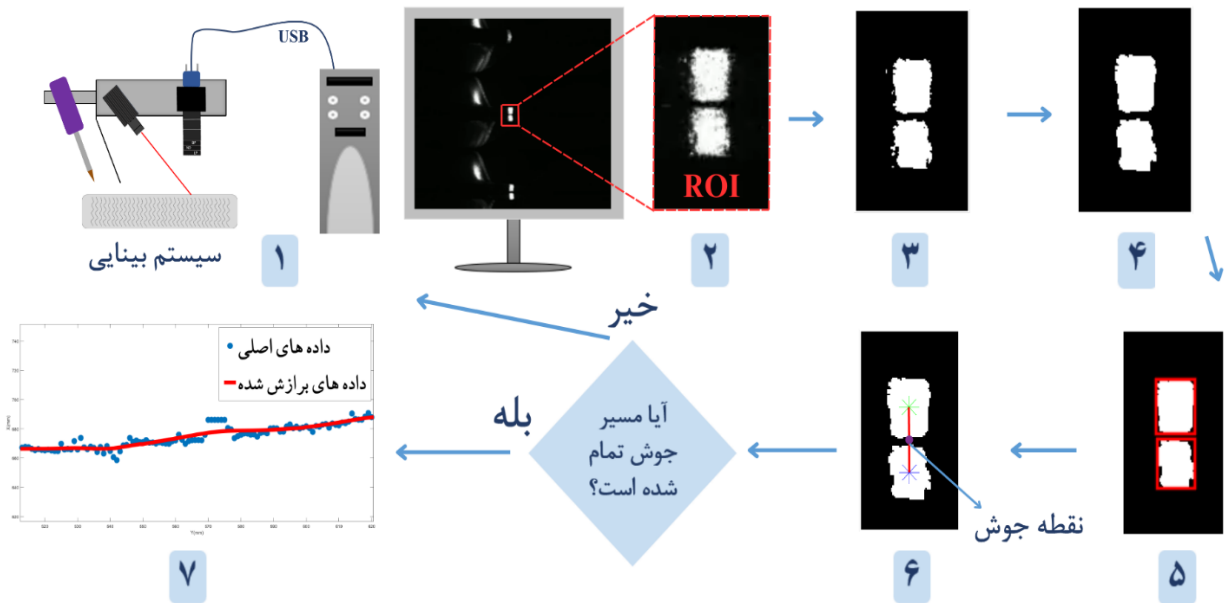 USB
ROI
سیستم بینایی
۱
۲
۳
۴
خیر
داده های اصلی
داده های برازش شده
بله
آیا مسیر
جوش تمام
شده است؟
نقطه جوش
۷
۶
۵